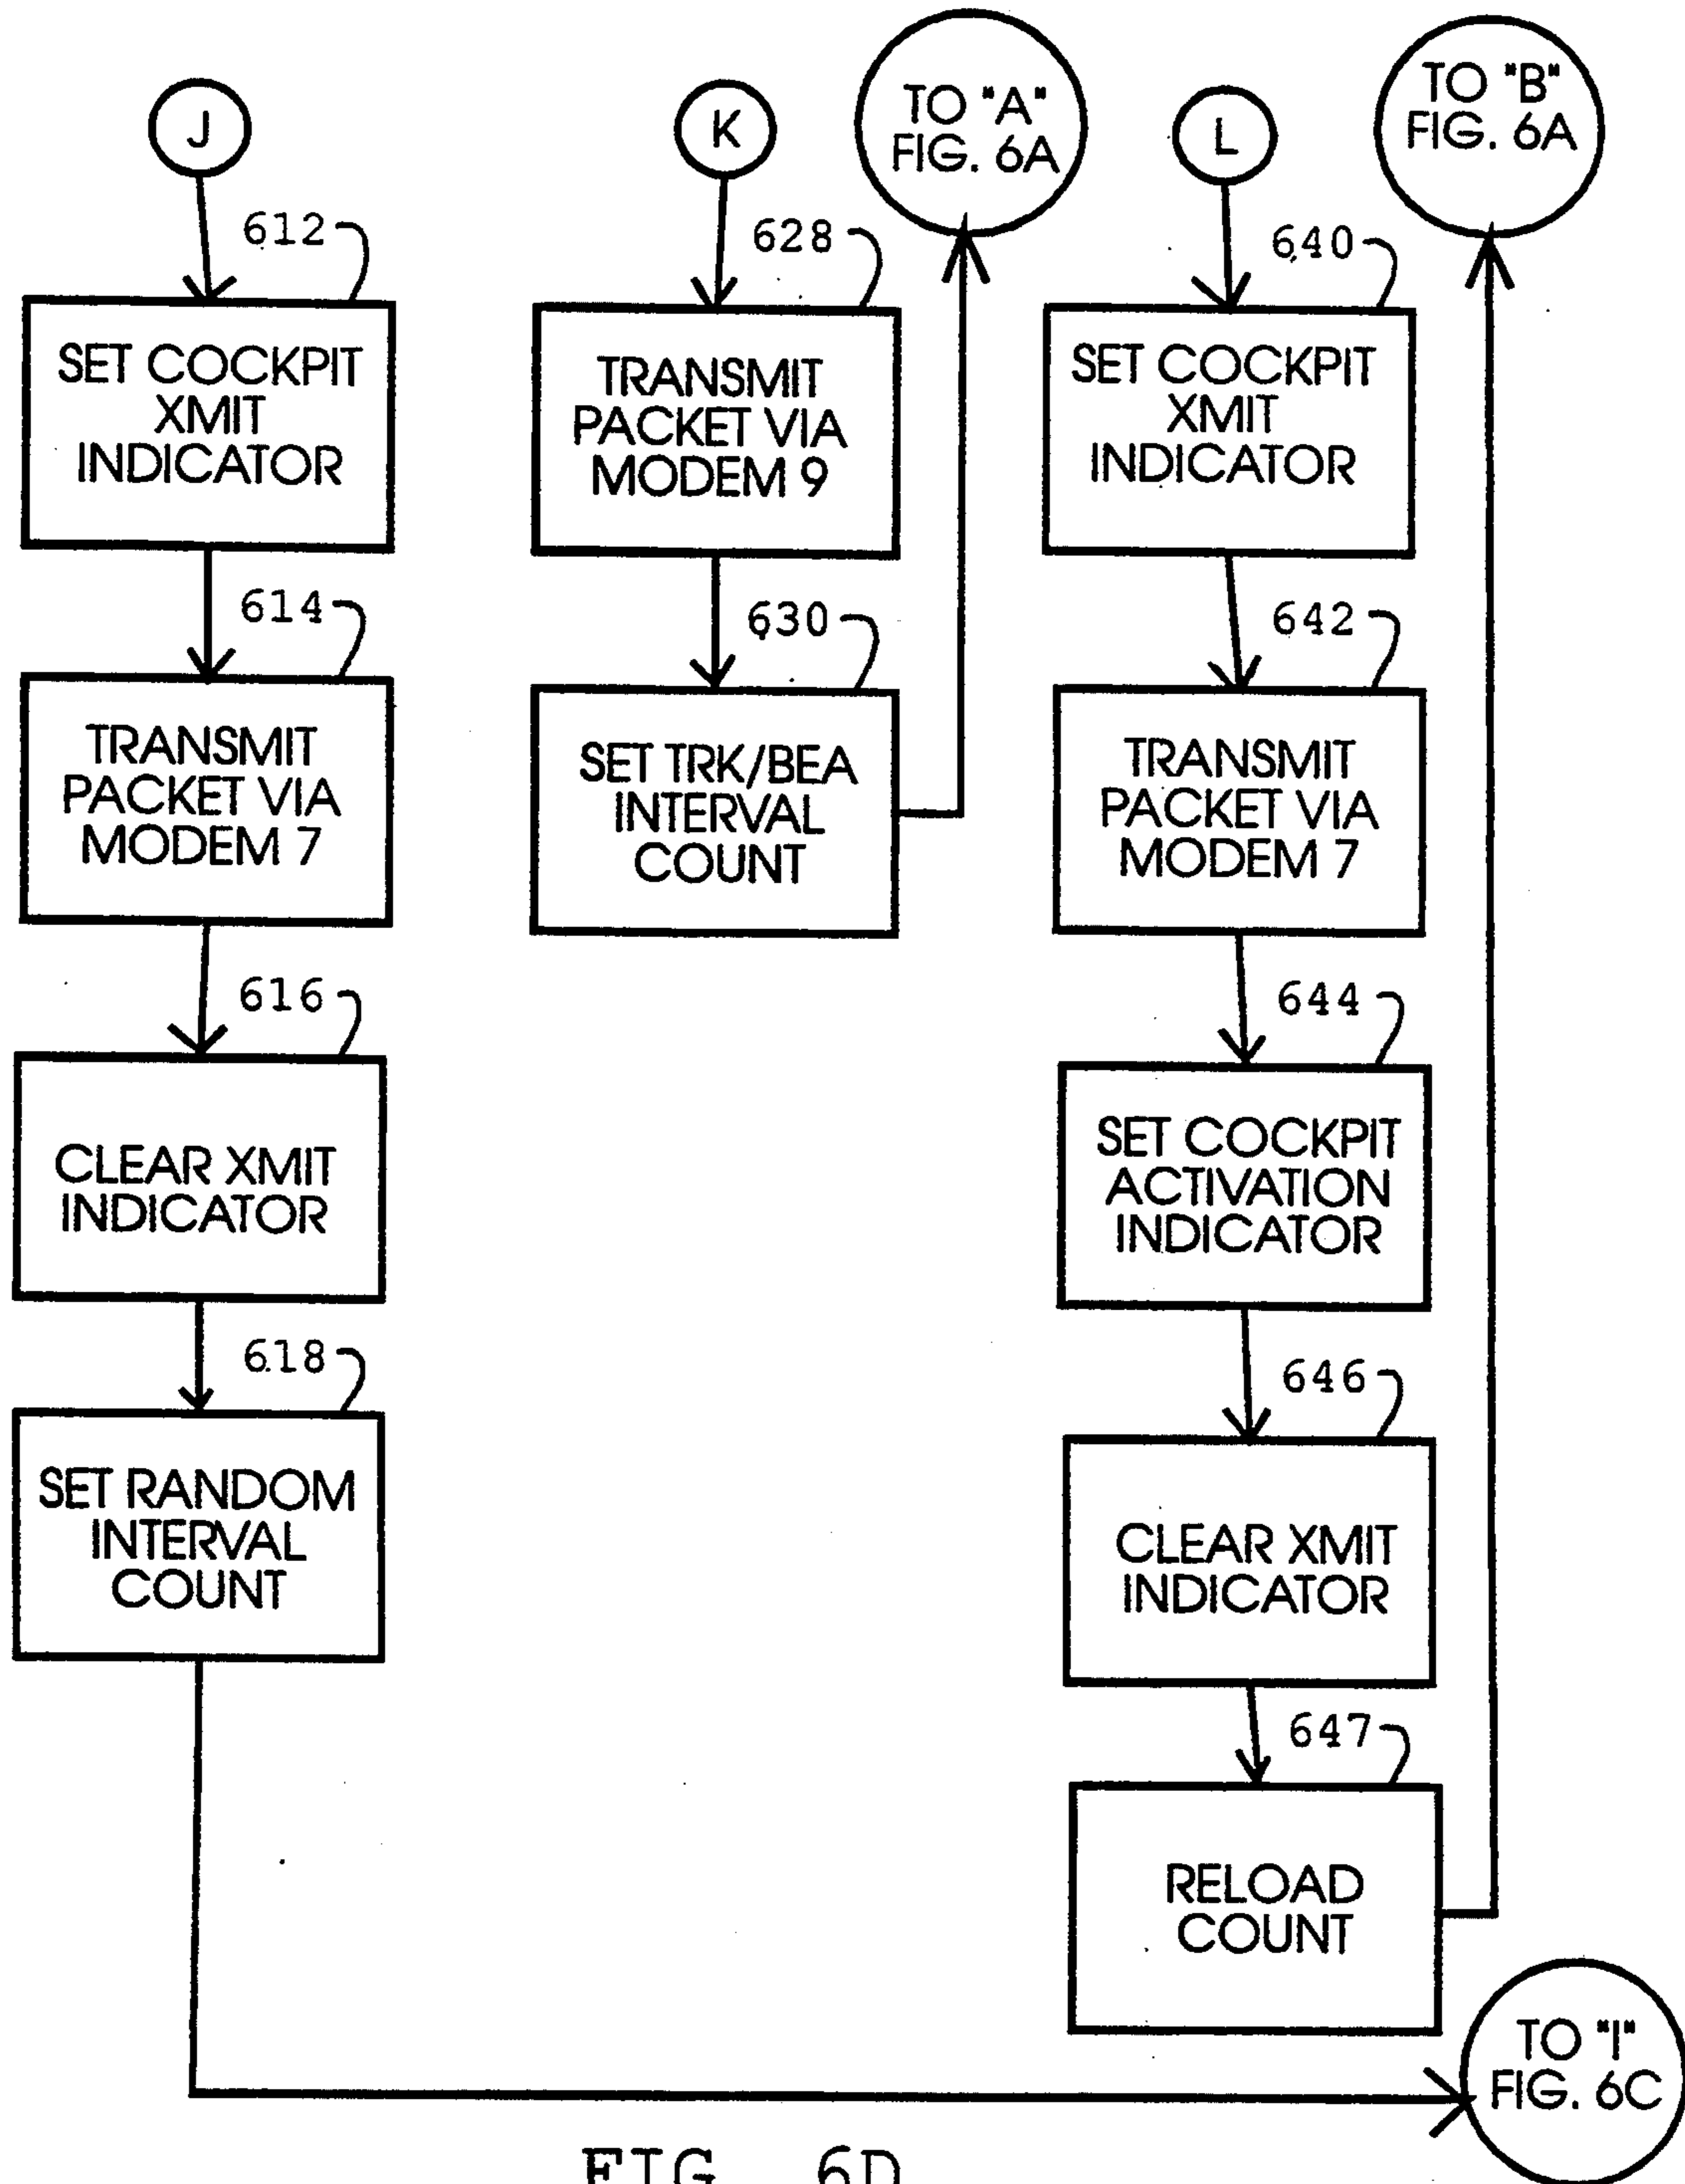 J
612
SET COCKPIT
XMIT
INDICATOR
614
TRANSMIT
PACKET VIA
MODEM 7
616
CLEAR XMIT
INDICATOR
618
SET RANDOM
INTERVAL
COUNT
K
628
TRANSMIT
PACKET VIA
MODEM 9
630
SET TRK/BEA
INTERVAL
COUNT
TO "A"
FIG. 6A
L
640
SET COCKPIT
XMIT
INDICATOR
642
TRANSMIT
PACKET VIA
MODEM 7
644
SET COCKPIT
ACTIVATION
INDICATOR
646
CLEAR XMIT
INDICATOR
647
RELOAD
COUNT
TO "B"
FIG. 6A
TO "I"
FIG. 6C
FIG. 6D